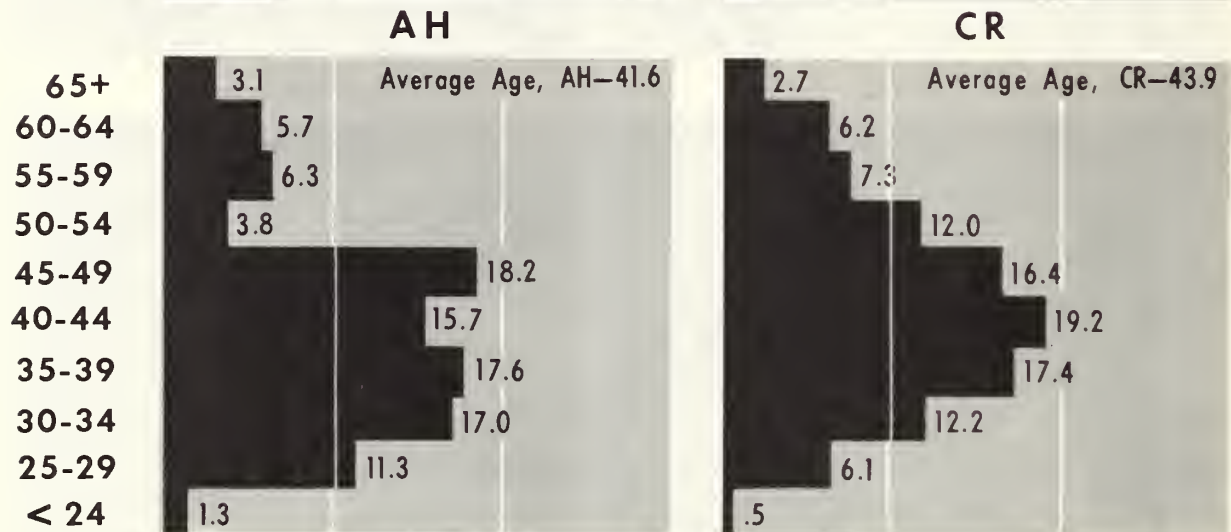 AH CR
65+ 3.1 Average Age, AH—41.6 2.7 Average Age, CR—43.9
60-64 5.7 6.2
55-59 6.3 7.3
50-54 3.8 12.0
45-49 18.2 16.4
40-44 15.7 19.2
35-39 17.6 17.4
30-34 17.0 12.2
25-29 11.3 6.1
< 24 1.3 .5